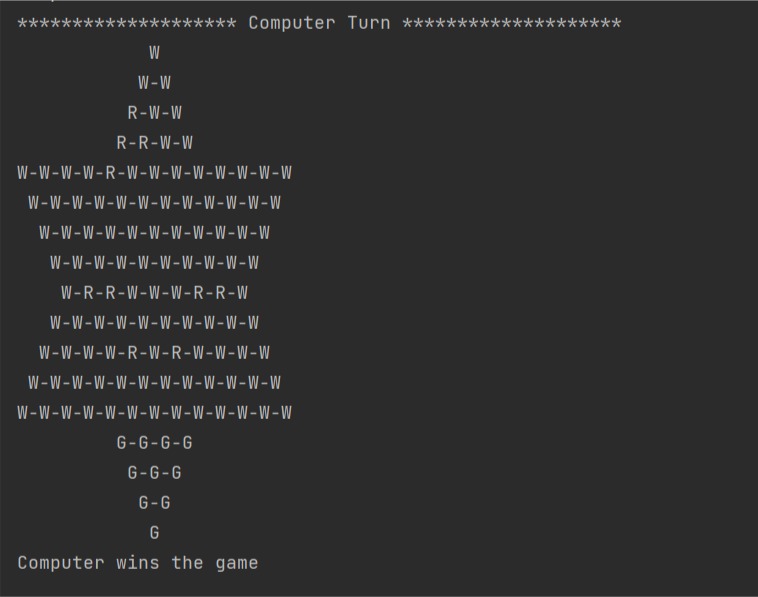 ******************** Computer Turn ********************
W
W-W
R-W-W
R-R-W-W
W-W-W-W-R-W-W-W-W-W-W-W-W
W-W-W-W-W-W-W-W-W-W-W-W
W-W-W-W-W-W-W-W-W-W-W
W-W-W-W-W-W-W-W-W-W
W-R-R-W-W-W-R-R-W
W-W-W-W-W-W-W-W-W-W
W-W-W-W-R-W-R-W-W-W-W
W-W-W-W-W-W-W-W-W-W-W-W
W-W-W-W-W-W-W-W-W-W-W-W-W
G-G-G-G
G-G-G
G-G
G
Computer wins the game